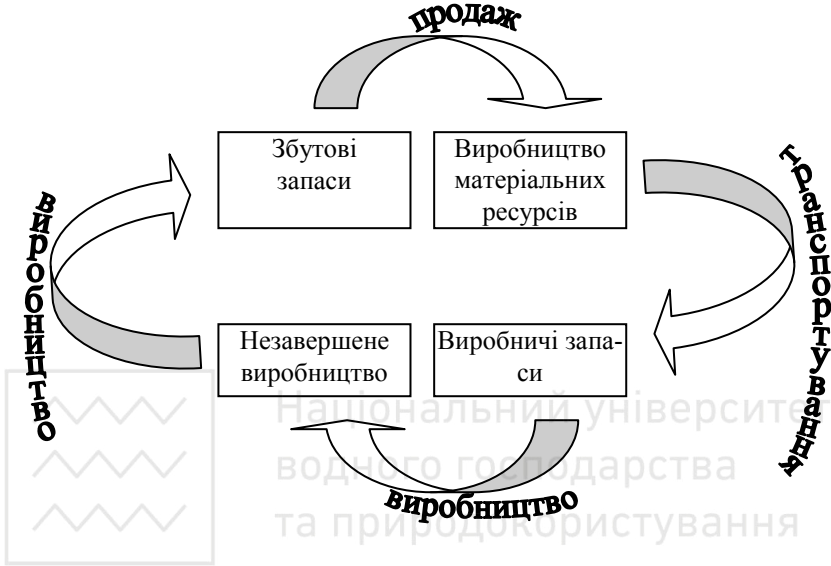 продаж
Збутові
запаси
Виробництво
матеріальних
ресурсів
транспортування
виробництво
Незавершене
виробництво
Виробничі запа-
си
виробництво
Національний університет
водного господарства
та природокористування